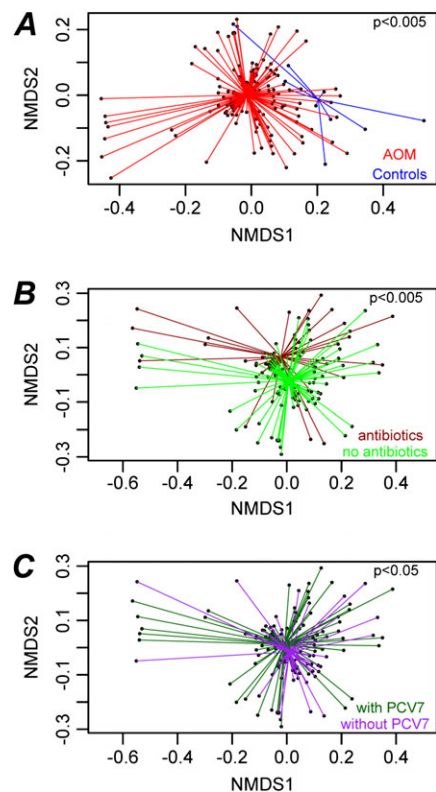 A
p<0.005
0.2
0.0
-0.2
NMDS2
AOM
Controls
-0.4 -0.2 0.0 0.2 0.4
NMDS1
B
p<0.005
0.3
0.1
-0.1
-0.3
NMDS2
antibiotics
no antibiotics
-0.6 -0.4 -0.2 0.0 0.2 0.4
NMDS1
C
p<0.05
0.3
0.1
-0.1
-0.3
NMDS2
with PCV7
without PCV7
-0.6 -0.4 -0.2 0.0 0.2 0.4
NMDS1